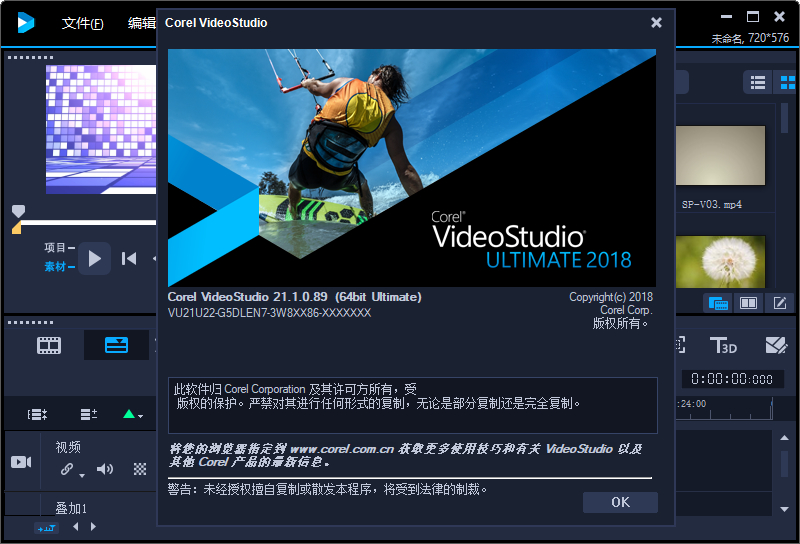 文件(F)
编辑
Corel VideoStudio
未命名, 720*576
Corel®
VideoStudio®
ULTIMATE 2018
SP-V03.mp4
项目
素材
Corel VideoStudio 21.1.0.89 (64bit Ultimate)
VU21U22-G5DLEN7-3W8XX86-XXXXXXX
Copyright(c) 2018
Corel Corp.
版权所有。
T3D
0:00:00:000
:24:00
此软件归 Corel Corporation 及其许可方所有，受
版权的保护。严禁对其进行任何形式的复制，无论是部分复制还是完全复制。
将您的浏览器指定到 www.corel.com.cn 获取更多使用技巧和有关 VideoStudio 以及
其他 Corel 产品的最新信息。
警告：未经授权擅自复制或散发本程序，将受到法律的制裁。
OK
视频
叠加1